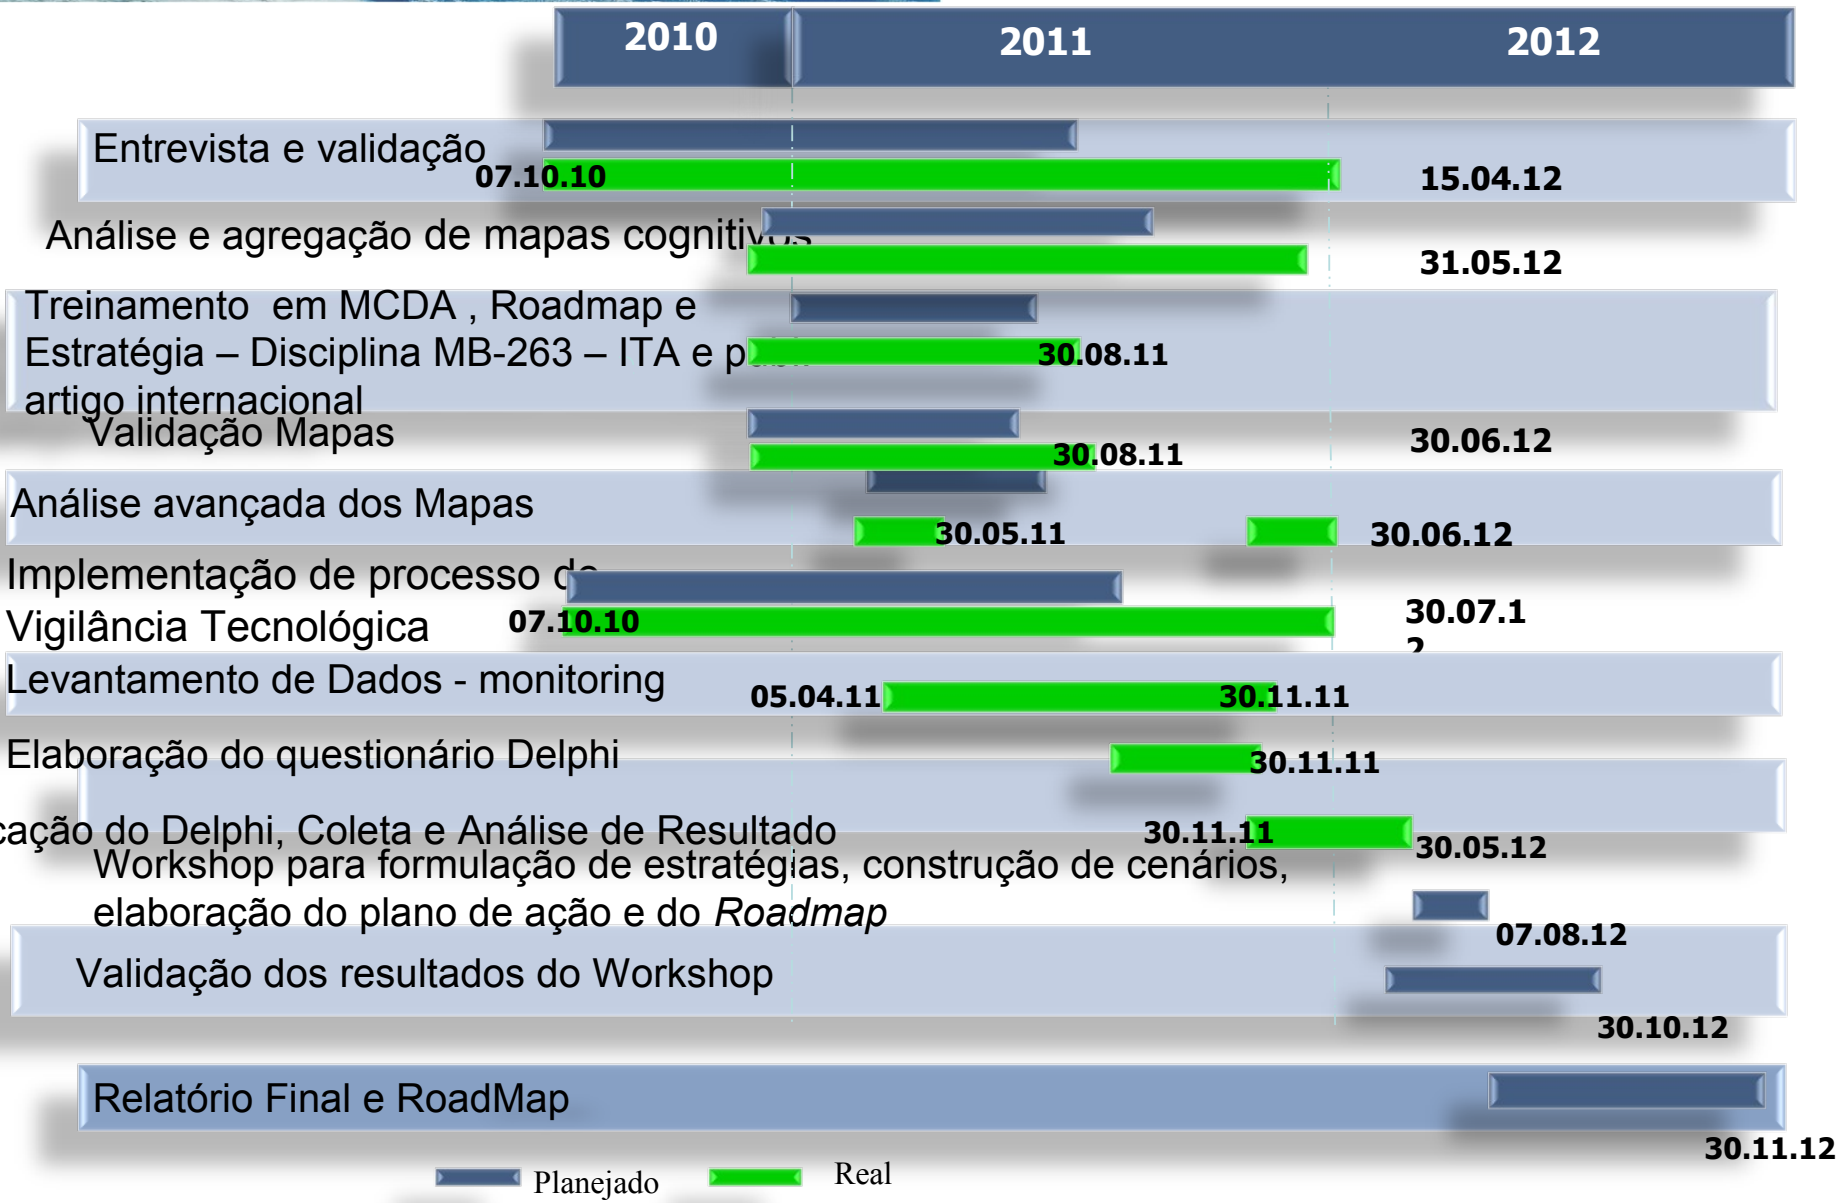 2010 2011 2012
Entrevista e validação
07.10.10 15.04.12
Análise e agregação de mapas cognitivos
31.05.12
Treinamento em MCDA , Roadmap e
Estratégia – Disciplina MB-263 – ITA e publi
30.08.11
artigo internacional
Validação Mapas
30.08.11 30.06.12
Análise avançada dos Mapas
30.05.11 30.06.12
Implementação de processo de
Vigilância Tecnológica
07.10.10 30.07.1
2
Levantamento de Dados - monitoring
05.04.11 30.11.11
Elaboração do questionário Delphi
30.11.11
cação do Delphi, Coleta e Análise de Resultado
30.11.11 30.05.12
Workshop para formulação de estratégias, construção de cenários,
elaboração do plano de ação e do Roadmap
07.08.12
Validação dos resultados do Workshop
30.10.12
Relatório Final e RoadMap
30.11.12
Planejado Real